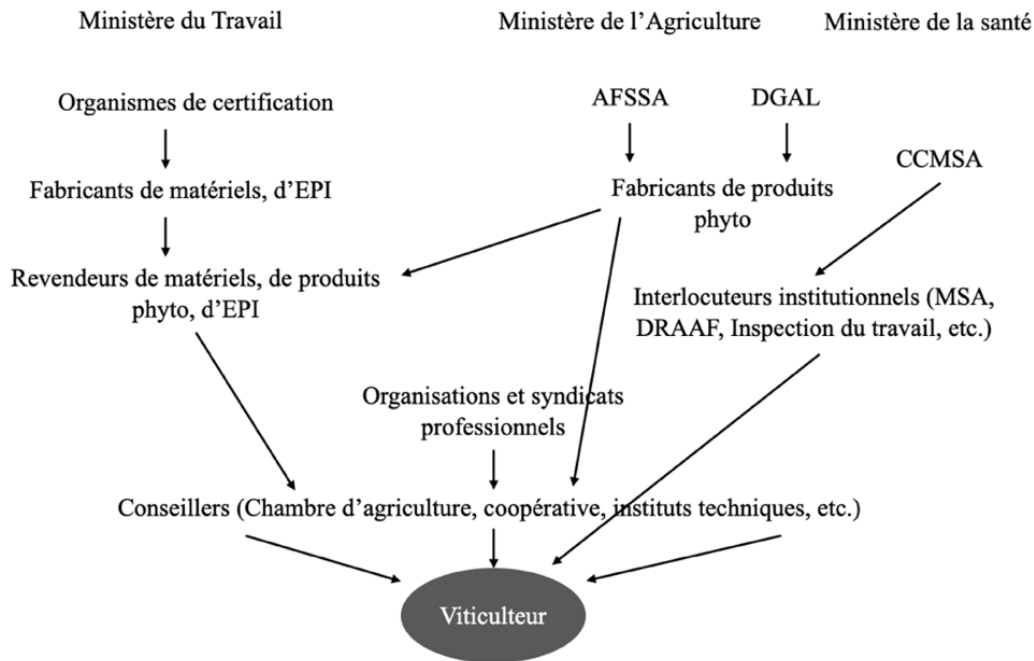 Ministère du Travail
Ministère de l’Agriculture
Ministère de la santé
Organismes de certification
AFSSA
DGAL
CCMSA
Fabricants de matériels, d’EPI
Fabricants de produits
phyto
Revendeurs de matériels, de produits
phyto, d’EPI
Interlocuteurs institutionnels (MSA,
DRAAF, Inspection du travail, etc.)
Organisations et syndicats
professionnels
Conseillers (Chambre d’agriculture, coopérative, instituts techniques, etc.)
Viticulteur